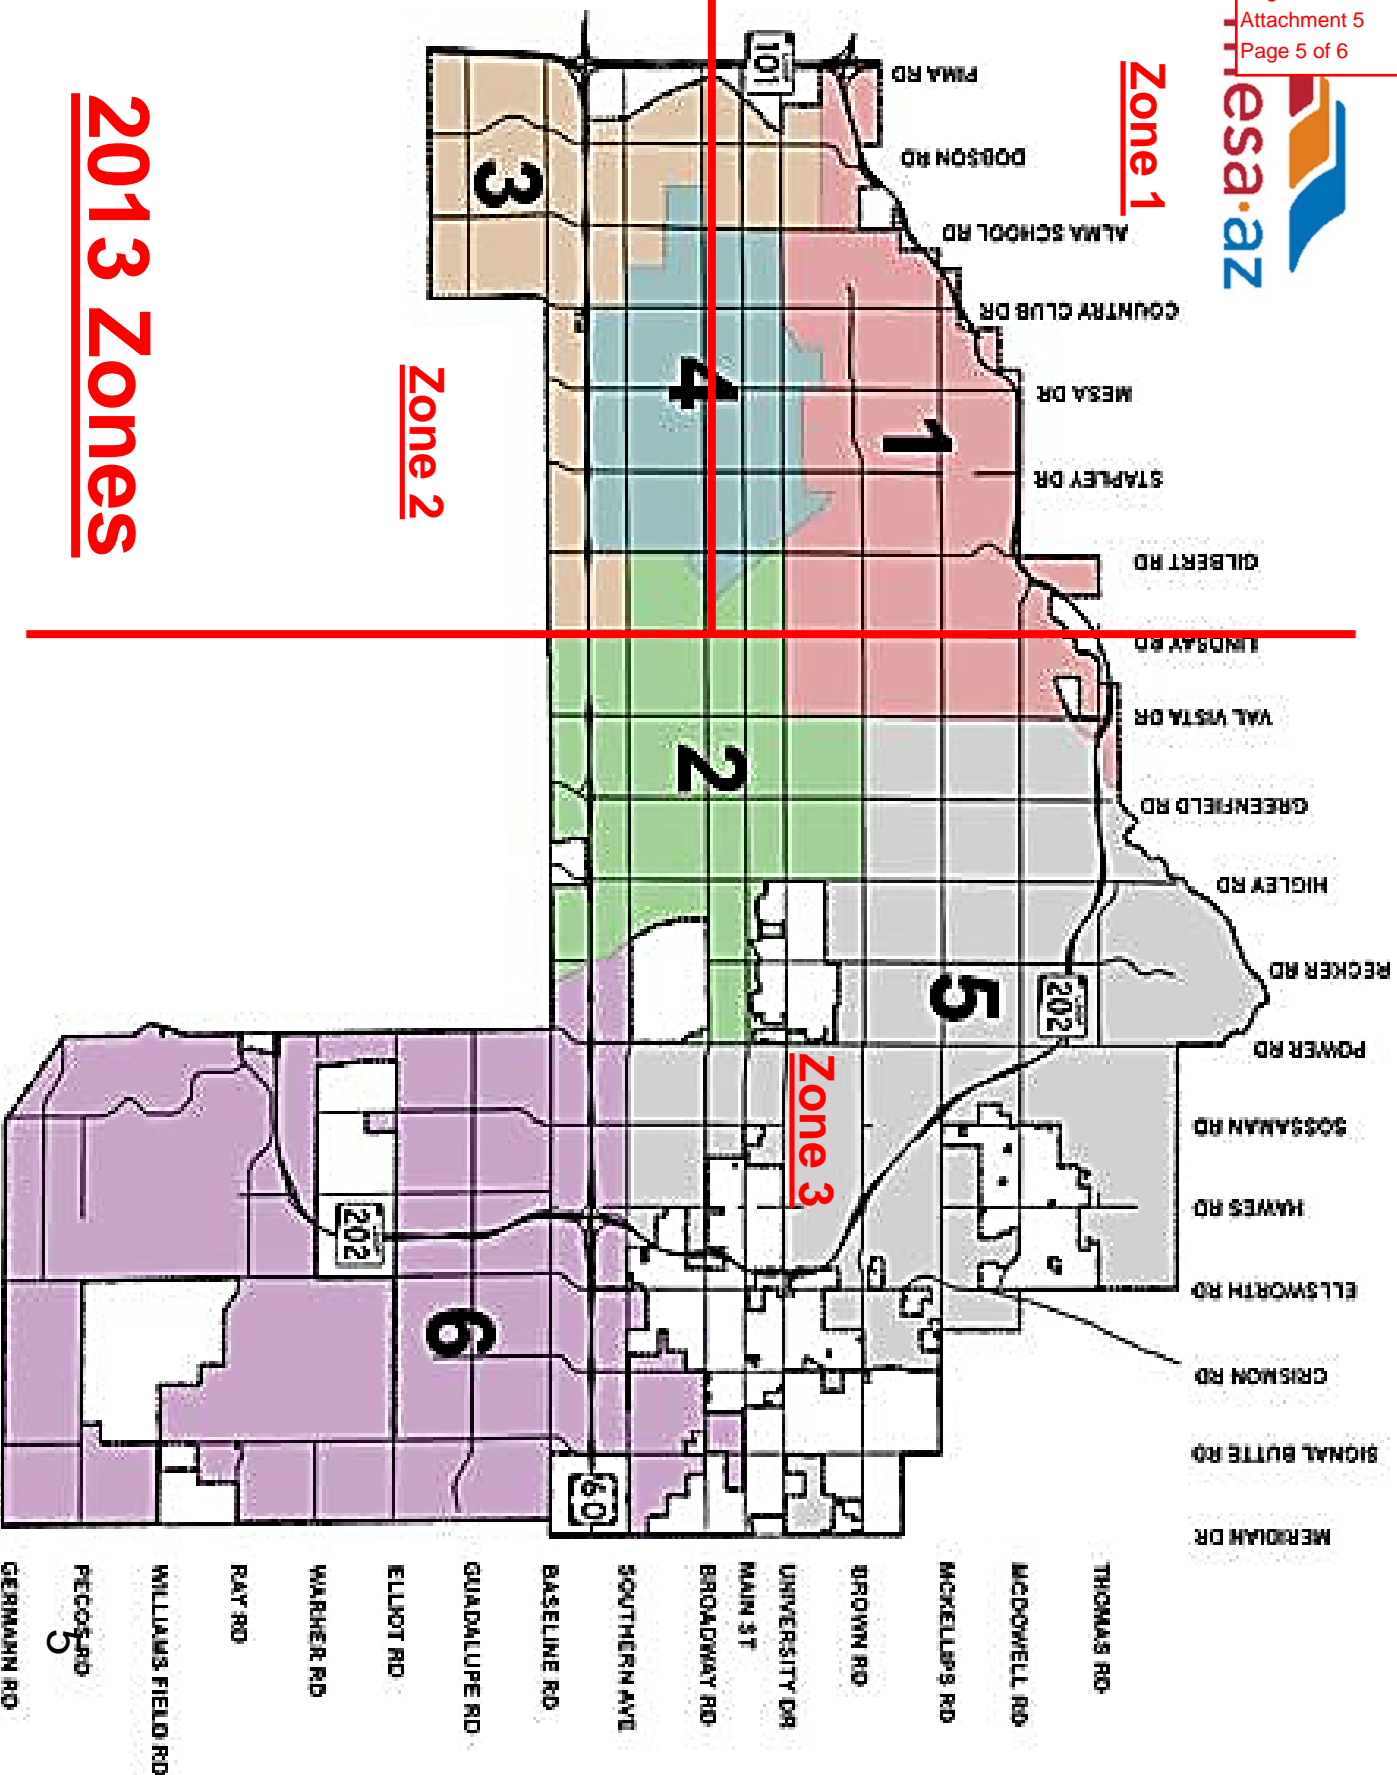 Attachment 5
Page 5 of 6
mesa·az
2013 Zones
Zone 1
Zone 2
Zone 3
1
2
3
4
5
6
101
202
202
60
PIMA RD
DOBSON RD
ALMA SCHOOL RD
COUNTRY CLUB DR
MESA DR
STAPLEY DR
GILBERT RD
LINDSAY RD
VAL VISTA DR
GREENFIELD RD
HIGLEY RD
RECKER RD
POWER RD
SOSSAMAN RD
HAWES RD
ELLSWORTH RD
CRISMON RD
SIGNAL BUTTE RD
MERIDIAN DR
THOMAS RD
MCDOWELL RD
MCKELLIPS RD
BROWN RD
UNIVERSITY DR
MAIN ST
BROADWAY RD
SOUTHERN AVE
BASELINE RD
GUADALUPE RD
ELLIOT RD
WARNER RD
RAY RD
WILLIAMS FIELD RD
PECOS RD
GERMANN RD
5